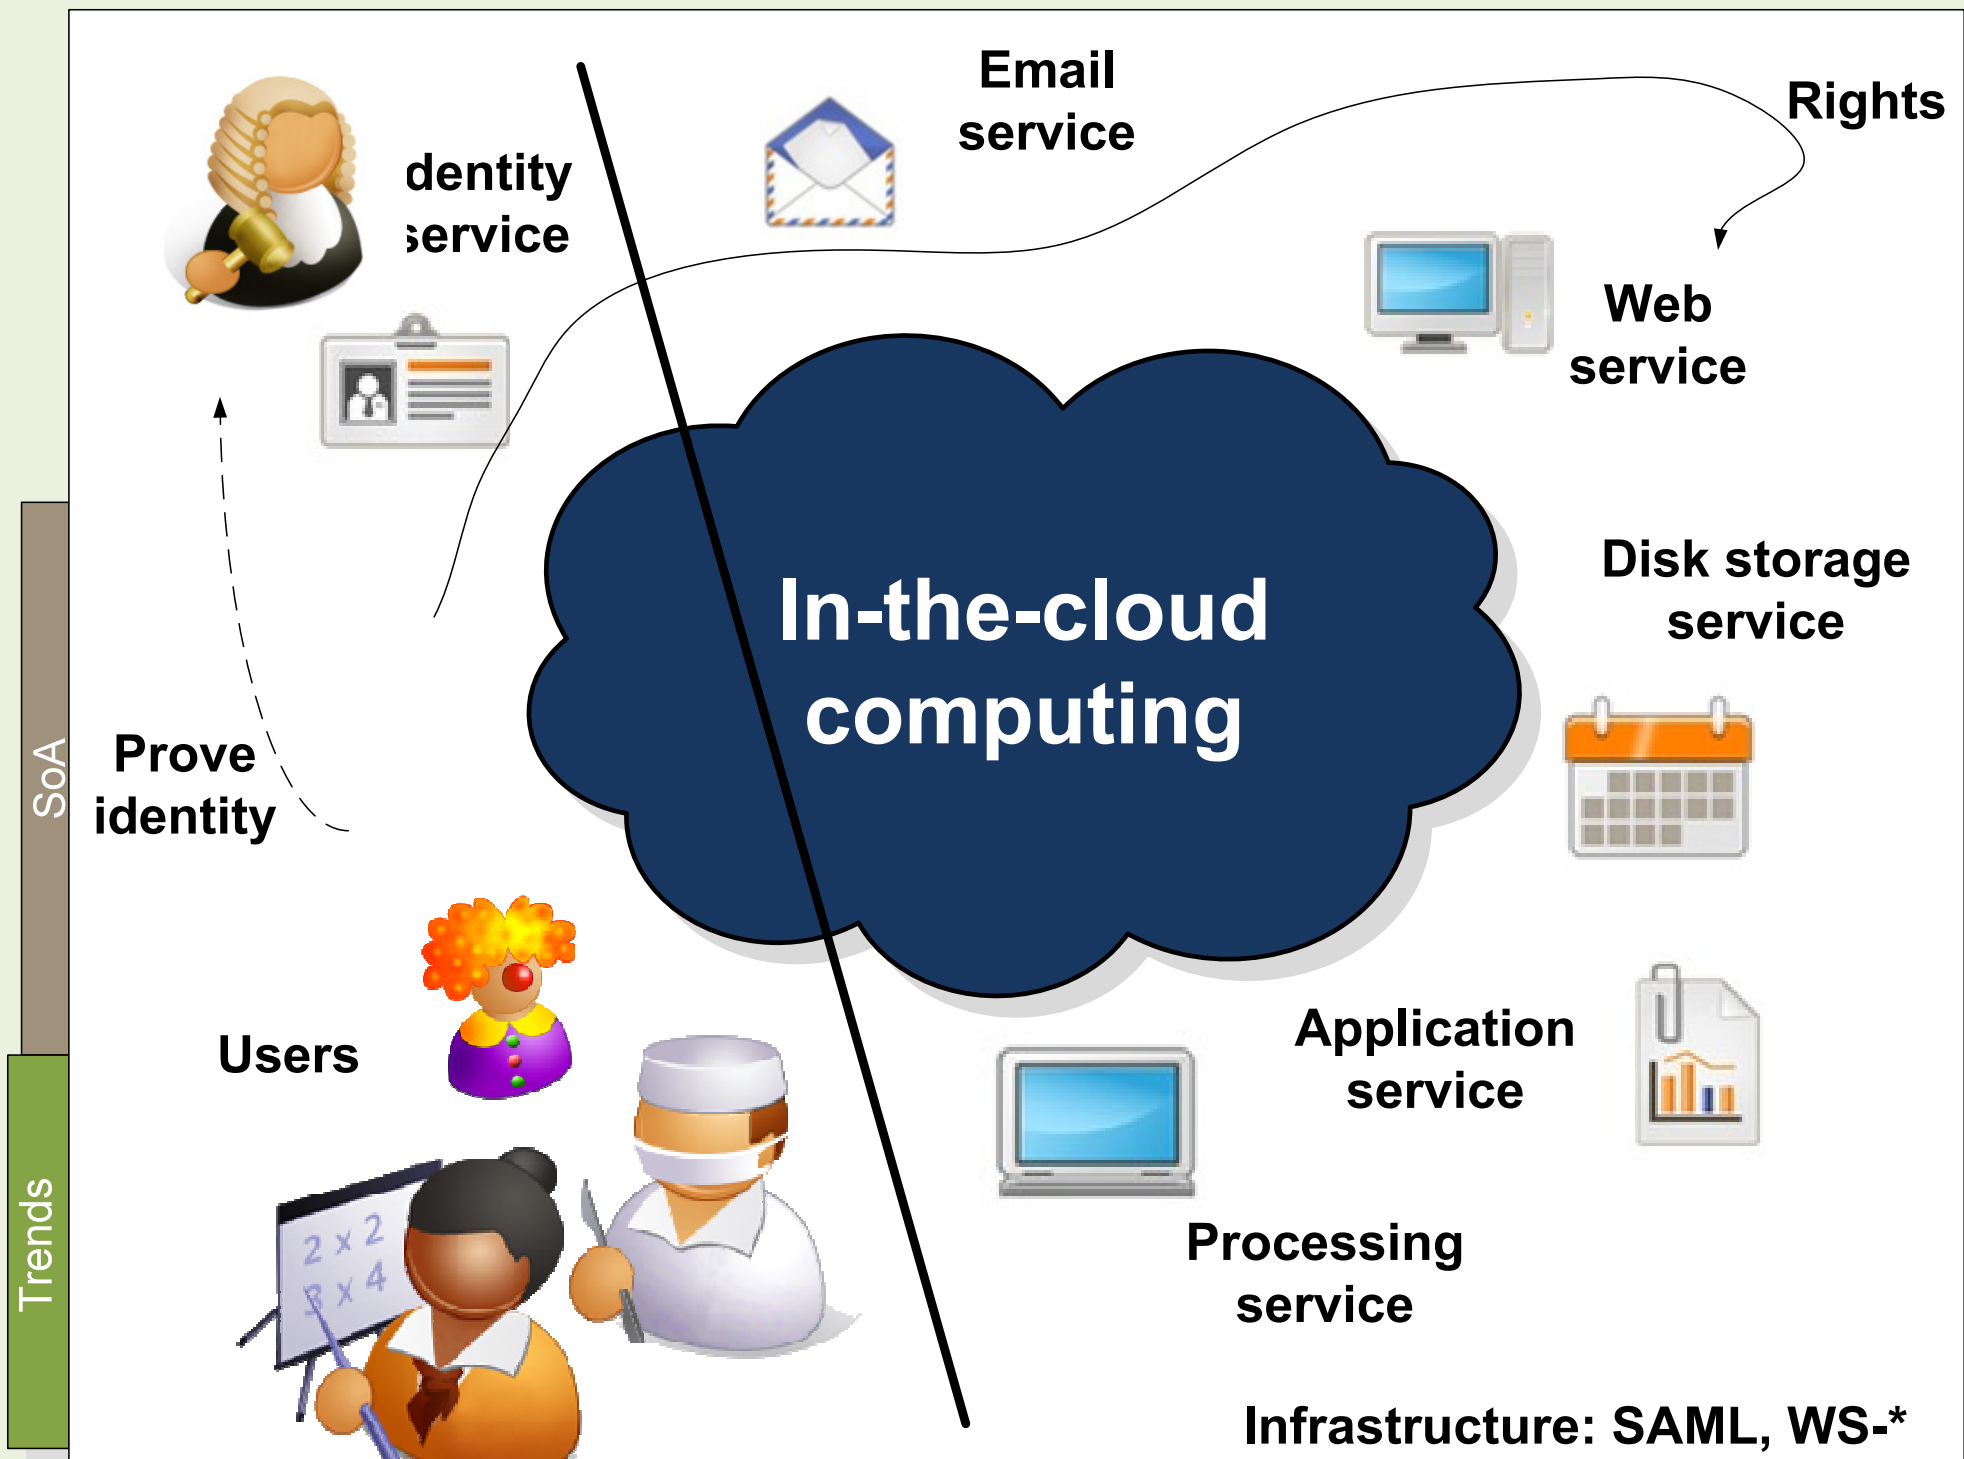 Email
service
Rights
dentity
service
Web
service
In-the-cloud
computing
Disk storage
service
Prove
identity
SoA
Users
Application
service
Trends
2 x 2
3 x 4
Processing
service
Infrastructure: SAML, WS-*